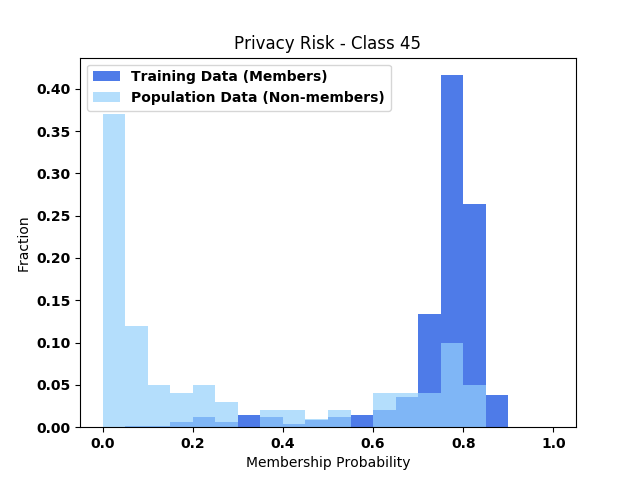 Privacy Risk - Class 45
Training Data (Members)
Population Data (Non-members)
0.40
0.35
0.30
0.25
0.20
0.15
0.10
0.05
0.00
Fraction
0.0 0.2 0.4 0.6 0.8 1.0
Membership Probability